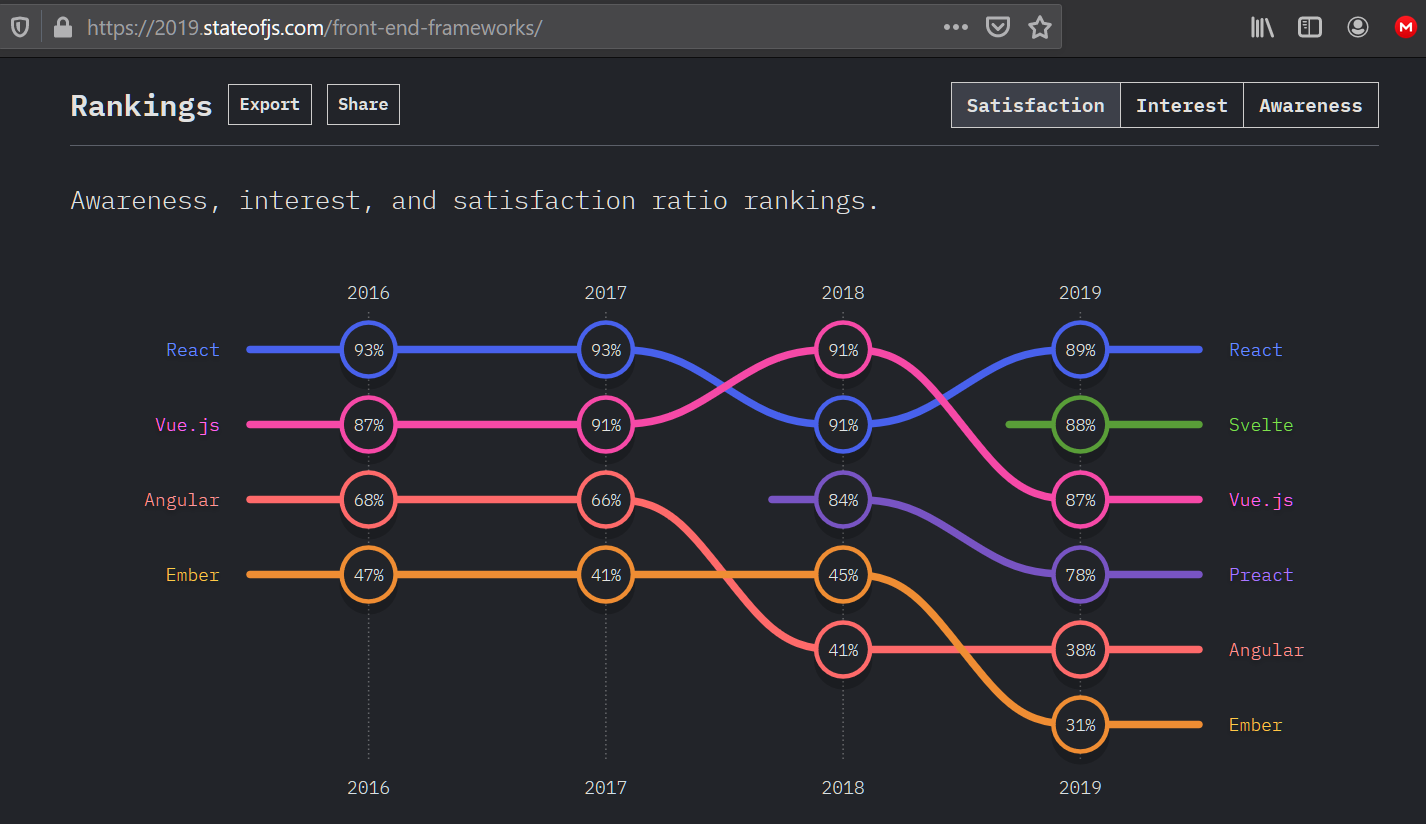 https://2019.stateofjs.com/front-end-frameworks/
M
Rankings Export Share Satisfaction Interest Awareness
Awareness, interest, and satisfaction ratio rankings.
2016 2017 2018 2019
React 93% 93% 91% 89% React
Vue.js 87% 91% 91% 88% Svelte
Angular 68% 66% 84% 87% Vue.js
Ember 47% 41% 45% 78% Preact
41% 38% Angular
31% Ember
2016 2017 2018 2019